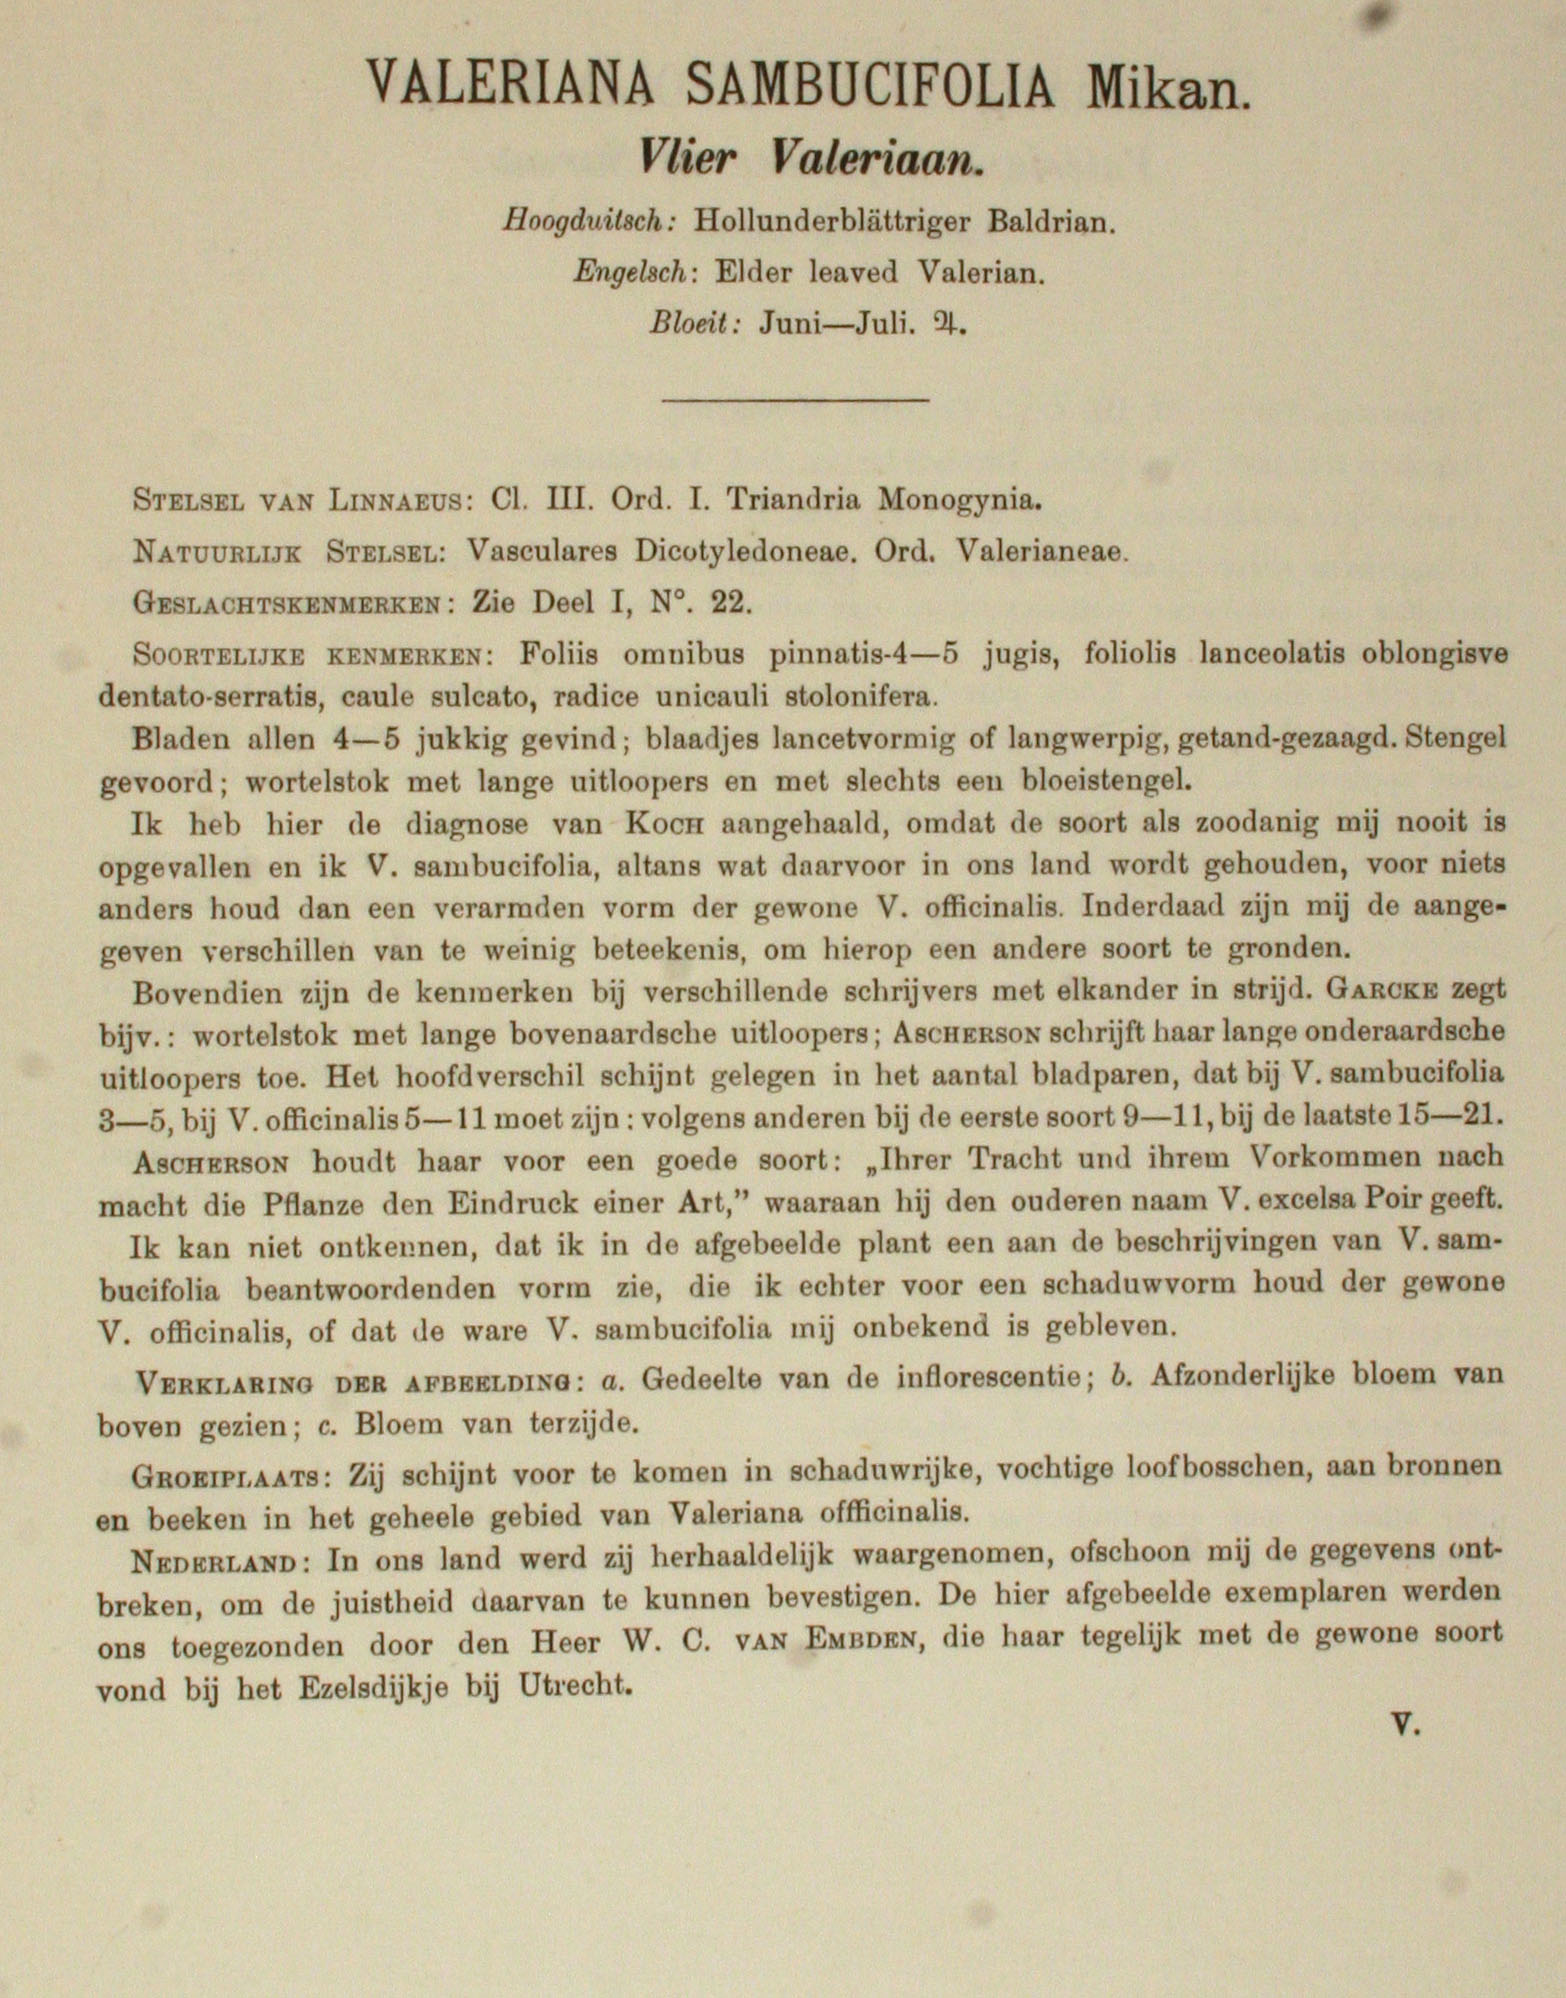 VALERIANA SAMBUCIFOLIA Mikan.
Vlier Valeriaan.
Hoogduitsch: Hollunderblättriger Baldrian.
Engelsch: Elder leaved Valerian.
Bloeit: Juni—Juli. ♃.
STELSEL VAN LINNAEUS: Cl. III. Ord. I. Triandria Monogynia.
NATUURLIJK STELSEL: Vasculares Dicotyledoneae. Ord. Valerianeae.
GESLACHTSKENMERKEN: Zie Deel I, N°. 22.
SOORTELIJKE KENMERKEN: Foliis omnibus pinnatis-4—5 jugis, foliolis lanceolatis oblongisve
dentato-serratis, caule sulcato, radice unicauli stolonifera.
Bladen allen 4—5 jukkig gevind; blaadjes lancetvormig of langwerpig, getand-gezaagd. Stengel
gevoord; wortelstok met lange uitloopers en met slechts een bloeistengel.
Ik heb hier de diagnose van KOCH aangehaald, omdat de soort als zoodanig mij nooit is
opgevallen en ik V. sambucifolia, altans wat daarvoor in ons land wordt gehouden, voor niets
anders houd dan een verarmden vorm der gewone V. officinalis. Inderdaad zijn mij de aange-
geven verschillen van te weinig beteekenis, om hierop een andere soort te gronden.
Bovendien zijn de kenmerken bij verschillende schrijvers met elkander in strijd. GARCKE zegt
bijv.: wortelstok met lange bovenaardsche uitloopers; ASCHERSON schrijft haar lange onderaardsche
uitloopers toe. Het hoofdverschil schijnt gelegen in het aantal bladparen, dat bij V. sambucifolia
3—5, bij V. officinalis 5—11 moet zijn: volgens anderen bij de eerste soort 9—11, bij de laatste 15—21.
ASCHERSON houdt haar voor een goede soort: „Ihrer Tracht und ihrem Vorkommen nach
macht die Pflanze den Eindruck einer Art,” waaraan hij den ouderen naam V. excelsa Poir geeft.
Ik kan niet ontkennen, dat ik in de afgebeelde plant een aan de beschrijvingen van V. sam-
bucifolia beantwoordenden vorm zie, die ik echter voor een schaduwvorm houd der gewone
V. officinalis, of dat de ware V. sambucifolia mij onbekend is gebleven.
VERKLARING DER AFBEELDING: a. Gedeelte van de inflorescentie; b. Afzonderlijke bloem van
boven gezien; c. Bloem van terzijde.
GROEIPLAATS: Zij schijnt voor te komen in schaduwrijke, vochtige loofbosschen, aan bronnen
en beeken in het geheele gebied van Valeriana offficinalis.
NEDERLAND: In ons land werd zij herhaaldelijk waargenomen, ofschoon mij de gegevens ont-
breken, om de juistheid daarvan te kunnen bevestigen. De hier afgebeelde exemplaren werden
ons toegezonden door den Heer W. C. VAN EMBDEN, die haar tegelijk met de gewone soort
vond bij het Ezelsdijkje bij Utrecht.
V.